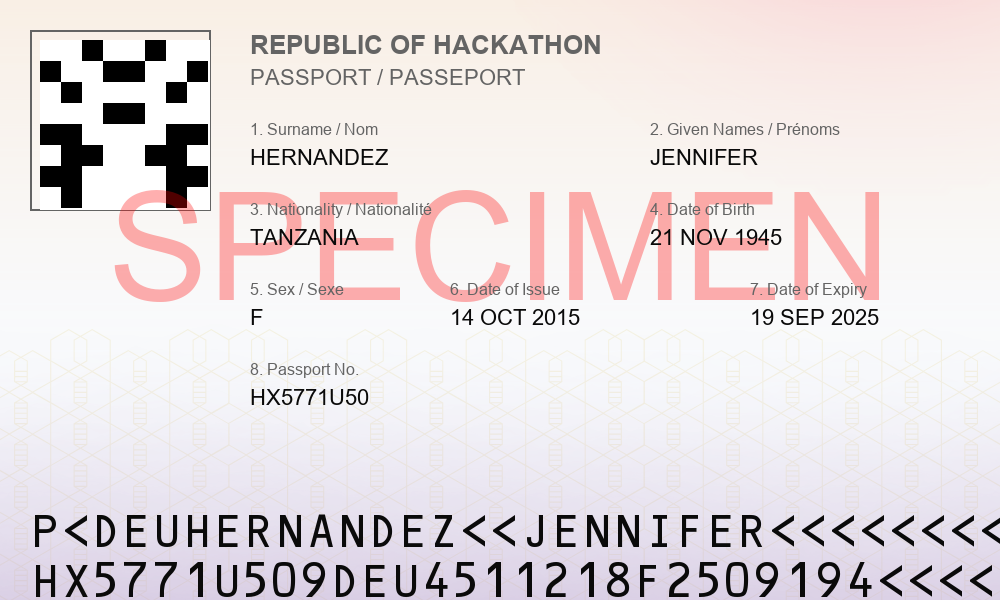 REPUBLIC OF HACKATHON
PASSPORT / PASSEPORT
1. Surname / Nom
HERNANDEZ
2. Given Names / Prénoms
JENNIFER
SPECIMEN
3. Nationality / Nationalité
TANZANIA
4. Date of Birth
21 NOV 1945
5. Sex / Sexe
F
6. Date of Issue
14 OCT 2015
7. Date of Expiry
19 SEP 2025
8. Passport No.
HX5771U50
P<DEUHERNANDEZ<<JENNIFER<<<<<<<<
HX5771U509DEU4511218F2509194<<<<